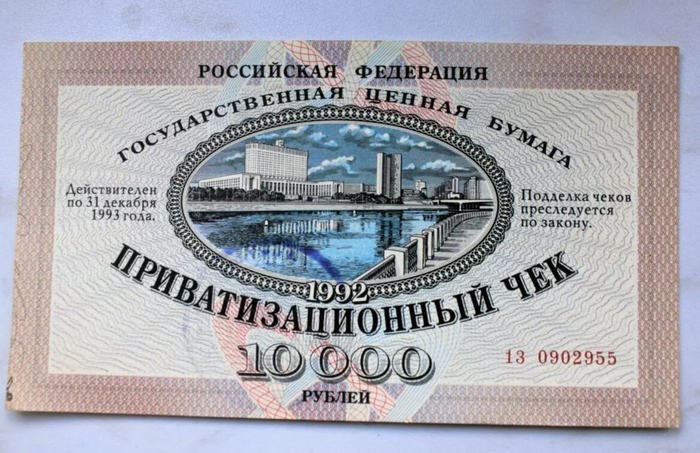 РОССИЙСКАЯ ФЕДЕРАЦИЯ
ГОСУДАРСТВЕННАЯ ЦЕННАЯ БУМАГА
Действителен
по 31 декабря
1993 года.
Подделка чеков
преследуется
по закону.
1992
ПРИВАТИЗАЦИОННЫЙ ЧЕК
10 000
13 0902955
РУБЛЕЙ